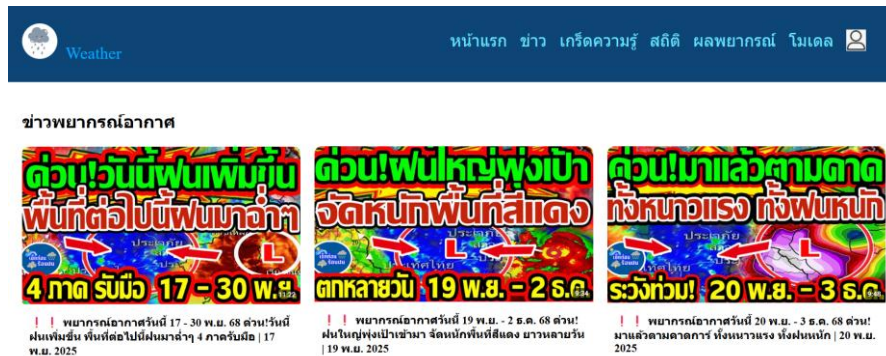 Weather
หน้าแรก ข่าว เกร็ดความรู้ สถิติ ผลพยากรณ์ โมเดล
ข่าวพยากรณ์อากาศ
ด่วน!วันนี้ฝนเพิ่มขึ้น
พื้นที่ต่อไปนี้ฝนมาฉ่ำๆ
4 ภาค รับมือ 17 - 30 พ.ย.
11:22
ด่วน!ฝนใหญ่พุ่งเป้า
จัดหนักพื้นที่สีแดง
ตกหลายวัน 19 พ.ย. - 2 ธ.ค.
ด่วน!มาแล้วตามคาด
ทั้งหนาวแรง ทั้งฝนหนัก
ระวังท่วม! 20 พ.ย. - 3 ธ.ค.
❗❗ พยากรณ์อากาศวันนี้ 17 - 30 พ.ย. 68 ด่วน!วันนี้
ฝนเพิ่มขึ้น พื้นที่ต่อไปนี้ฝนมาฉ่ำๆ 4 ภาครับมือ | 17
พ.ย. 2025
❗❗ พยากรณ์อากาศวันนี้ 19 พ.ย. - 2 ธ.ค. 68 ด่วน!
ฝนใหญ่พุ่งเป้าเข้ามา จัดหนักพื้นที่สีแดง ยาวหลายวัน
| 19 พ.ย. 2025
❗❗ พยากรณ์อากาศวันนี้ 20 พ.ย. - 3 ธ.ค. 68 ด่วน!
มาแล้วตามคาดการ์ ทั้งหนาวแรง ทั้งฝนหนัก | 20 พ.ย.
2025